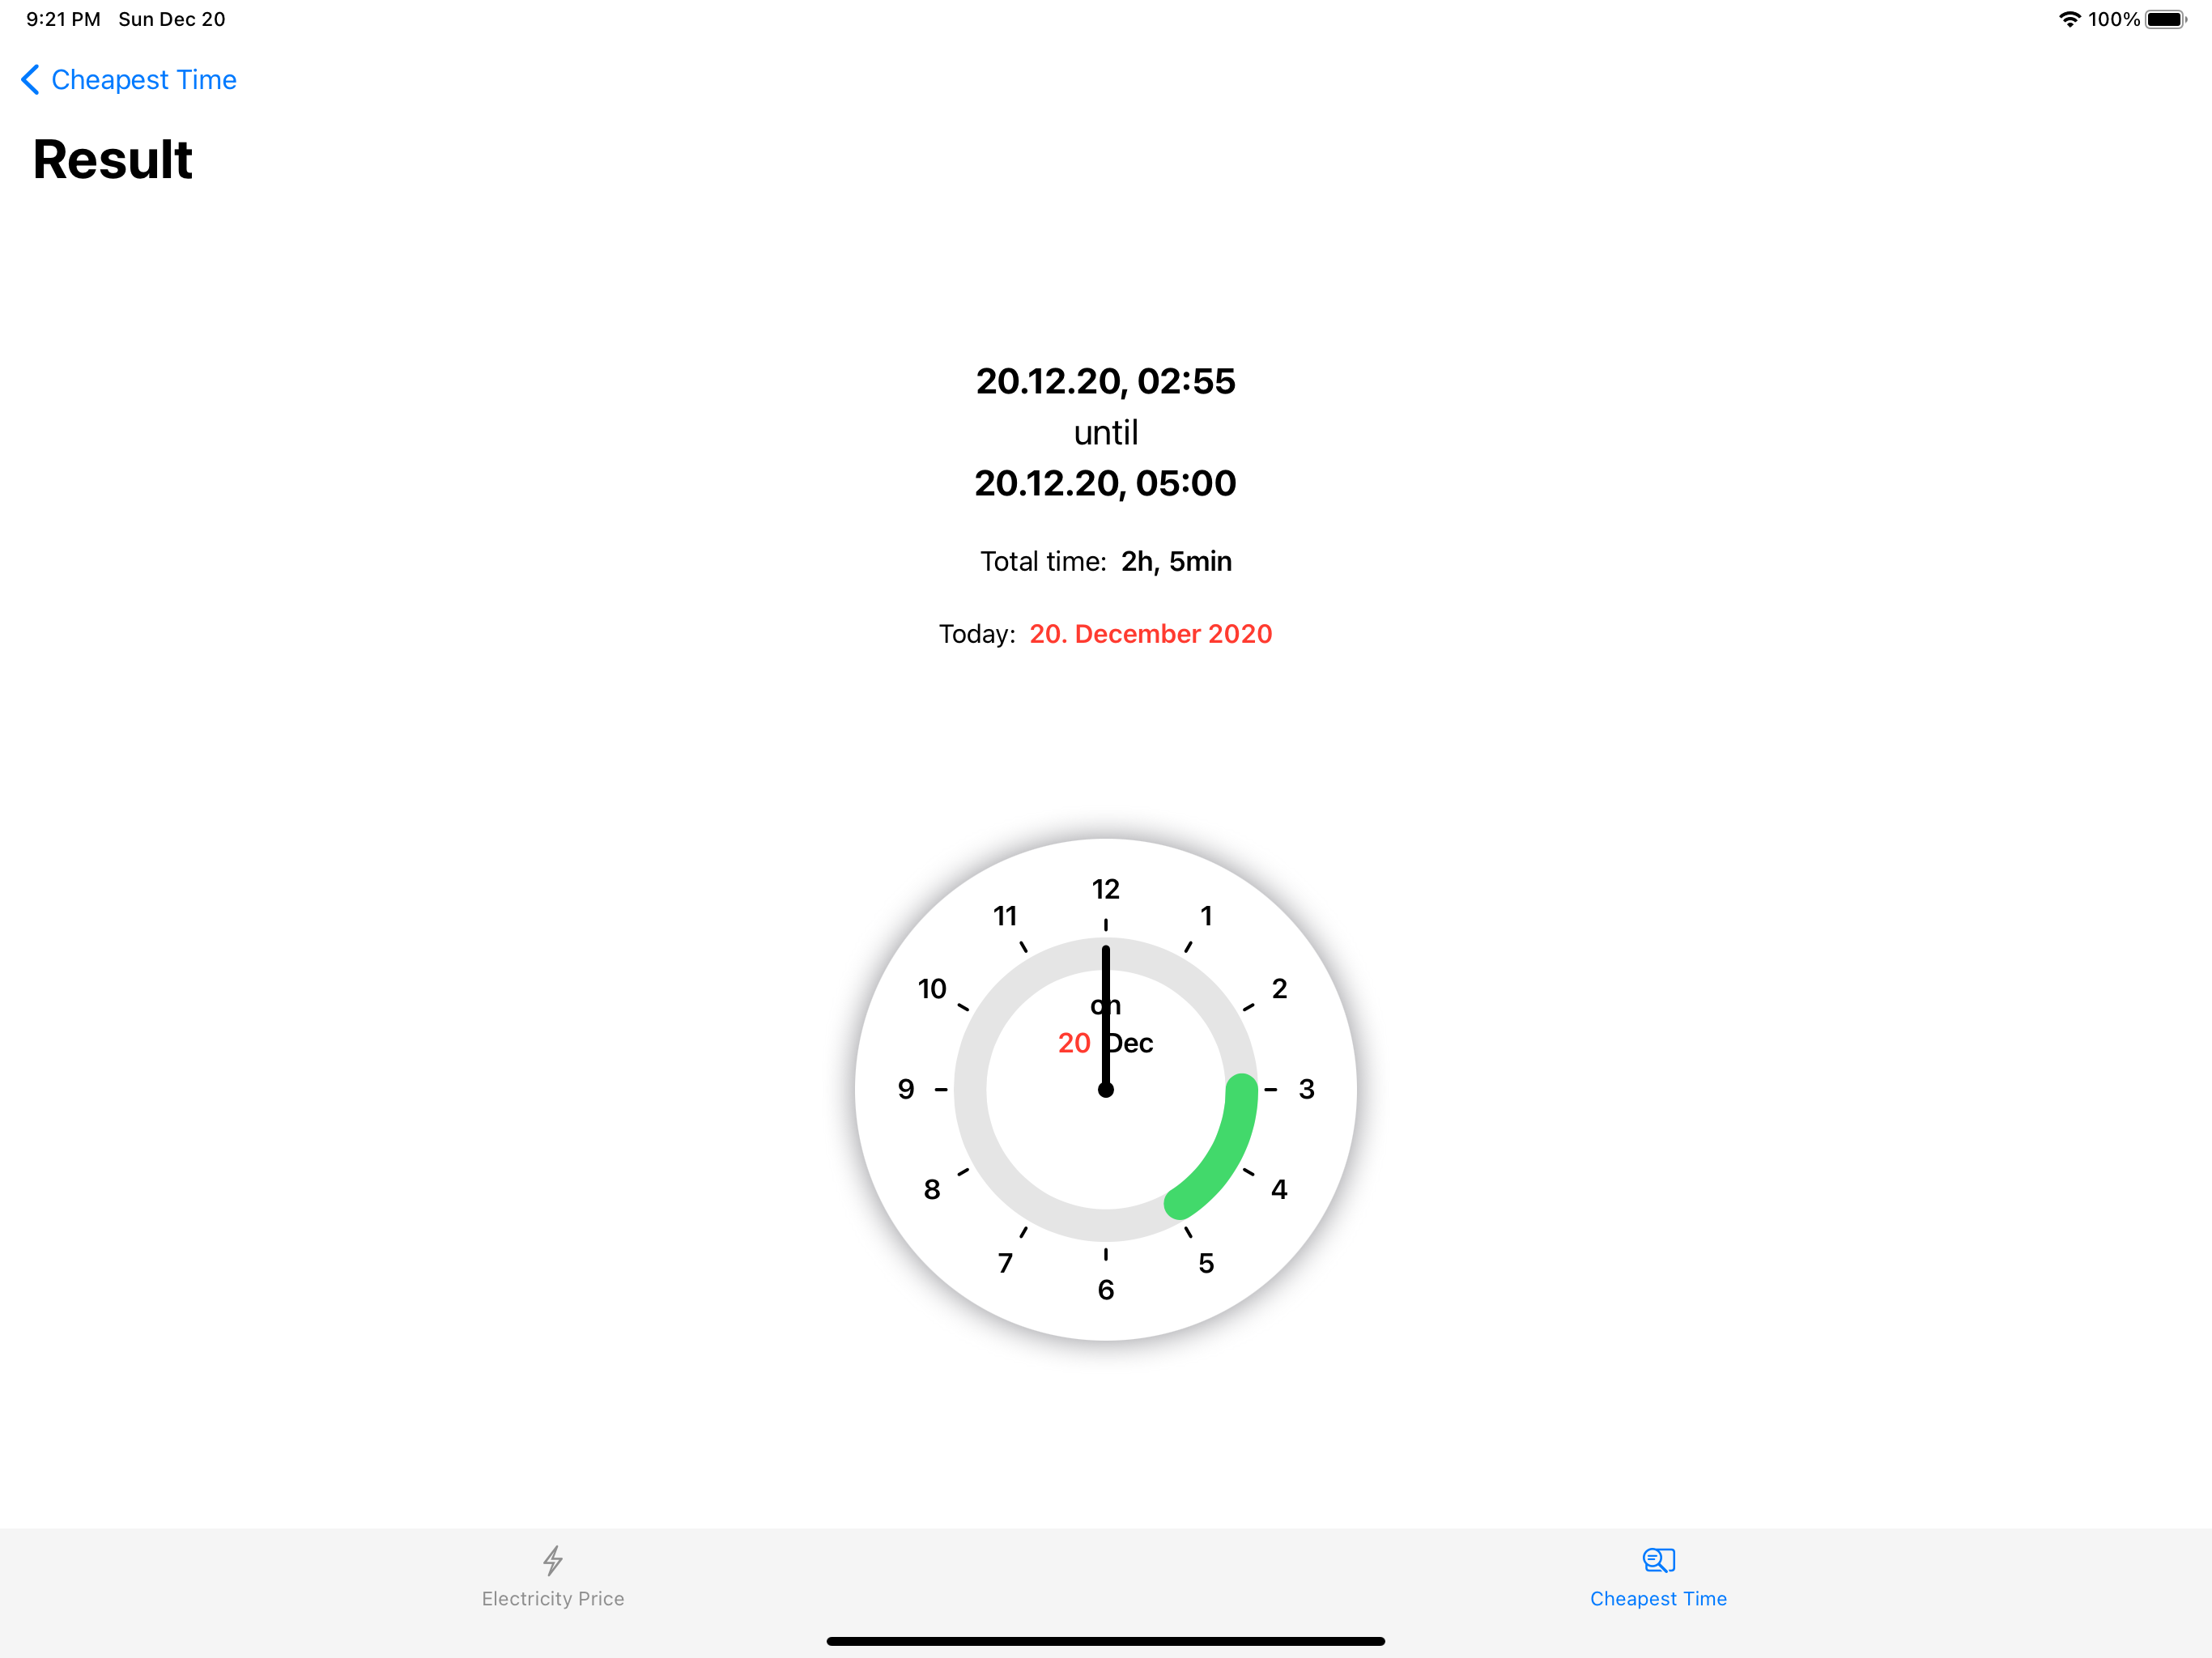 9:21 PM Sun Dec 20
100%
Cheapest Time
Result
20.12.20, 02:55
until
20.12.20, 05:00
Total time: 2h, 5min
Today: 20. December 2020
12
11
1
10
2
on
20 Dec
9
3
8
4
7
5
6
Electricity Price
Cheapest Time